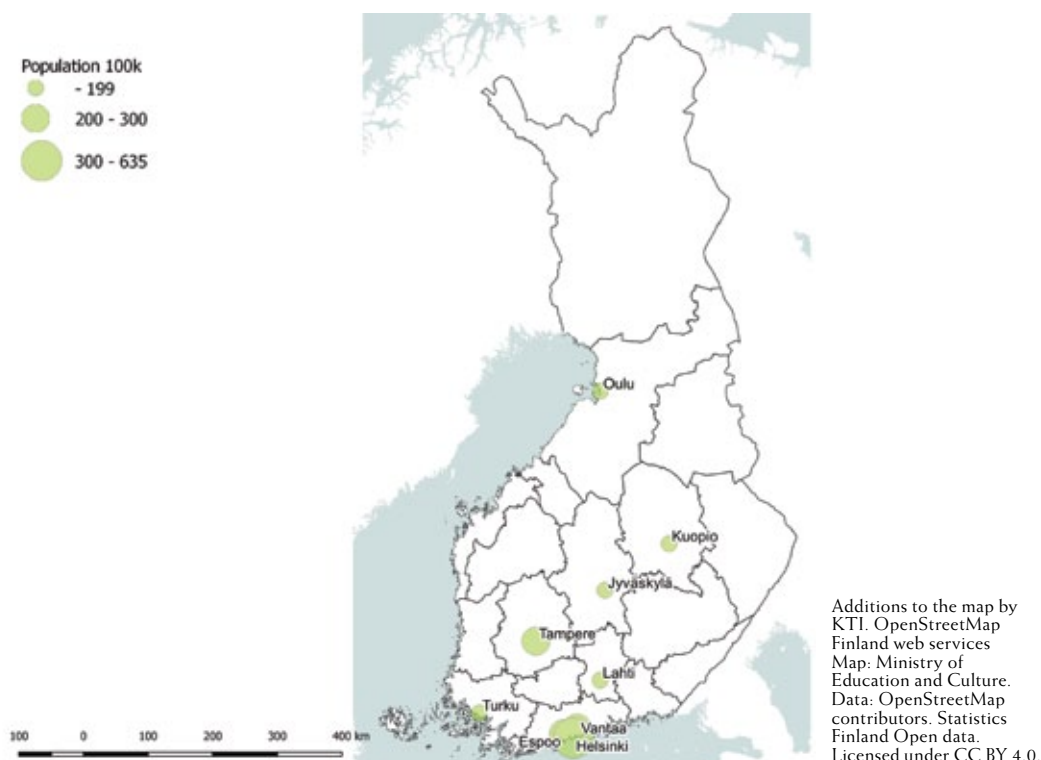 Population 100k
- 199
200 - 300
300 - 635
Oulu
Kuopio
Jyväskylä
Tampere
Lahti
Turku
Vantaa
Espoo
Helsinki
100 0 100 200 300 400 km
Additions to the map by
KTI. OpenStreetMap
Finland web services
Map: Ministry of
Education and Culture.
Data: OpenStreetMap
contributors. Statistics
Finland Open data.
Licensed under CC BY 4.0